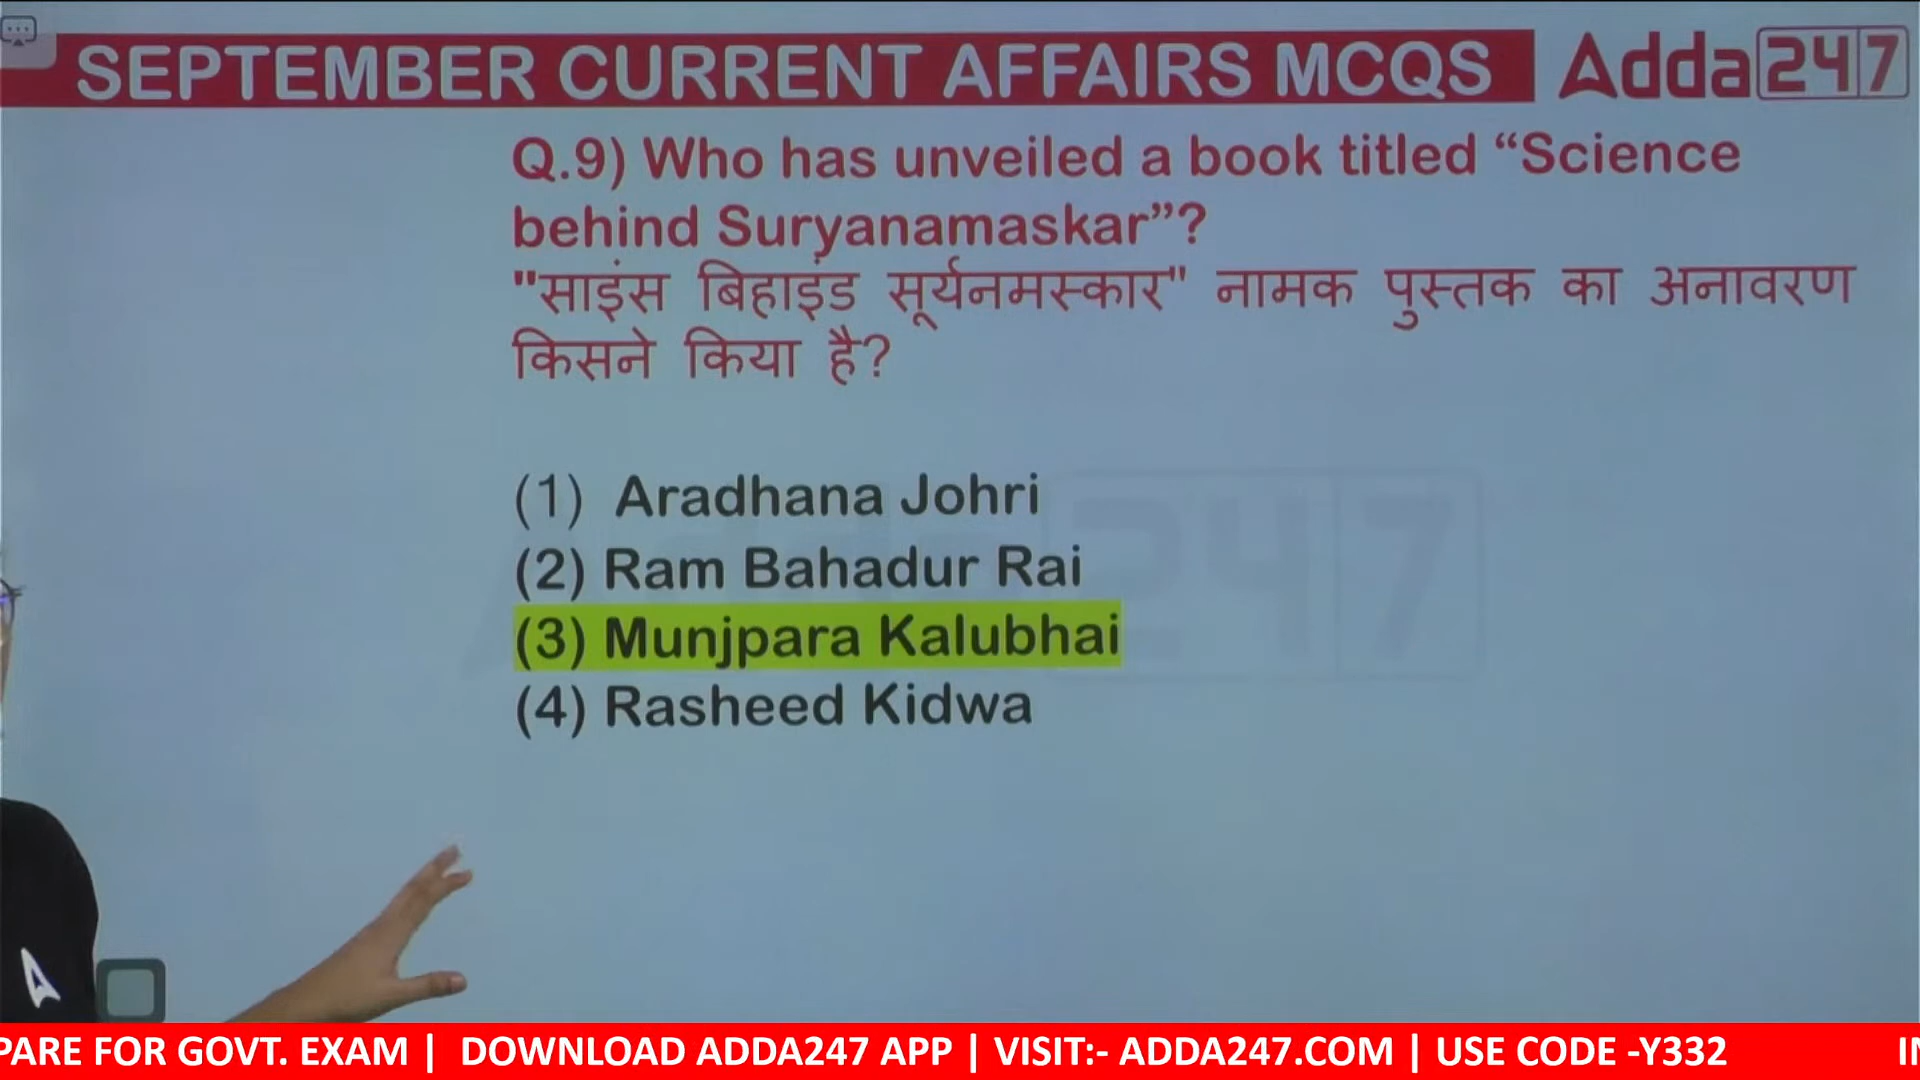 SEPTEMBER CURRENT AFFAIRS MCQS
Adda247
Q.9) Who has unveiled a book titled “Science
behind Suryanamaskar”?
"साइंस बिहाइंड सूर्यनमस्कार" नामक पुस्तक का अनावरण
किसने किया है?
(1) Aradhana Johri
(2) Ram Bahadur Rai
(3) Munjpara Kalubhai
(4) Rasheed Kidwa
PARE FOR GOVT. EXAM | DOWNLOAD ADDA247 APP | VISIT:- ADDA247.COM | USE CODE -Y332